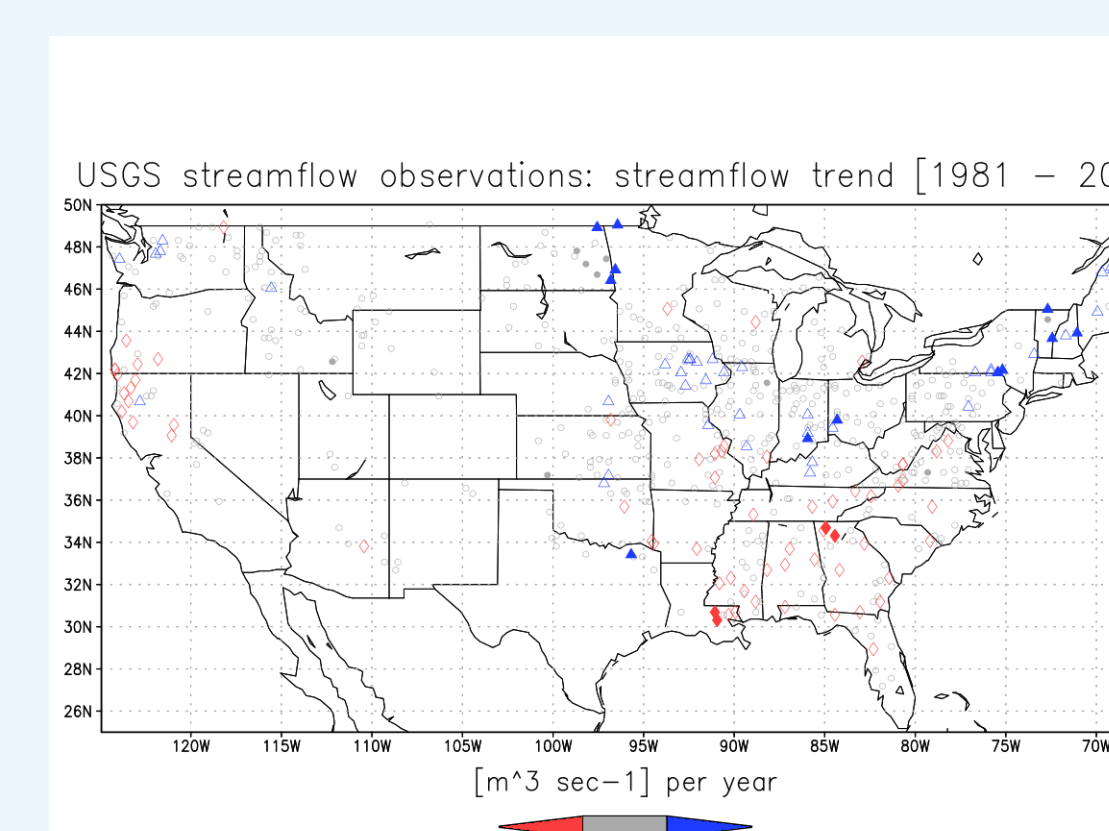 USGS streamflow observations: streamflow trend [1981 – 20
50N
48N
46N
44N
42N
40N
38N
36N
34N
32N
30N
28N
26N
120W 115W 110W 105W 100W 95W 90W 85W 80W 75W 70W
[m^3 sec−1] per year